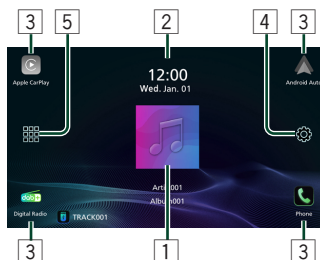 3 5 2 4 3
Apple CarPlay
12:00
Wed. Jan. 01
Android Auto
Artist001
Album001
dab+
Digital Radio
TRACK001
Phone
3 1 3